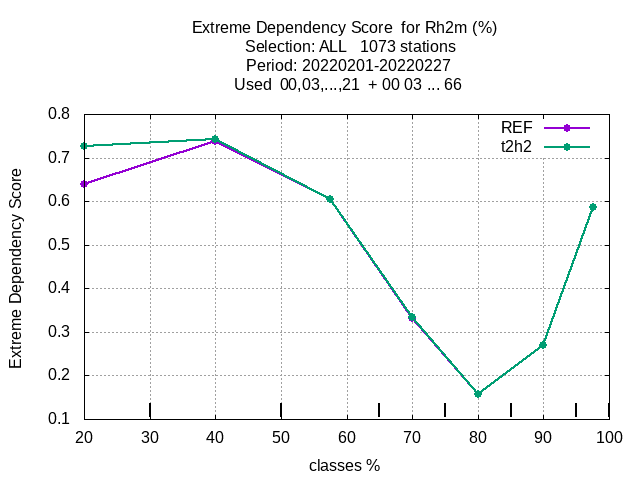 Extreme Dependency Score  for Rh2m (%)
Selection: ALL   1073 stations
Period: 20220201-20220227
Used  00,03,...,21  + 00 03 ... 66
REF
t2h2
Extreme Dependency Score
0.8
0.7
0.6
0.5
0.4
0.3
0.2
0.1
20 30 40 50 60 70 80 90 100
classes %